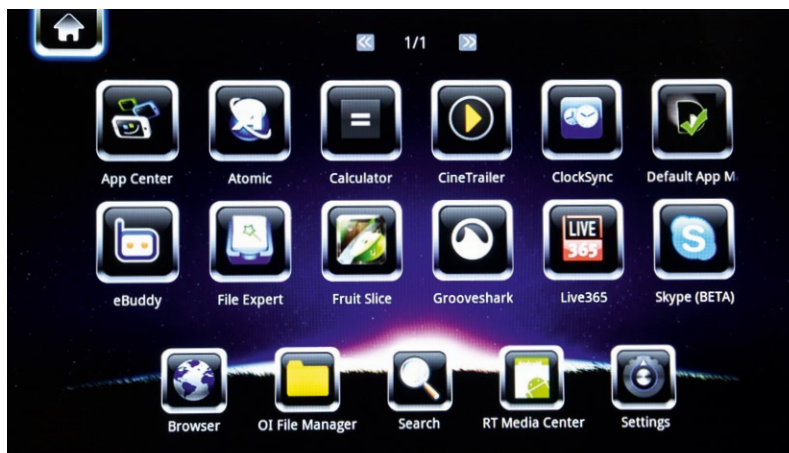 1/1
App Center Atomic Calculator CineTrailer ClockSync Default App M
LIVE
365
eBuddy File Expert Fruit Slice Grooveshark Live365 Skype (BETA)
Browser OI File Manager Search RT Media Center Settings